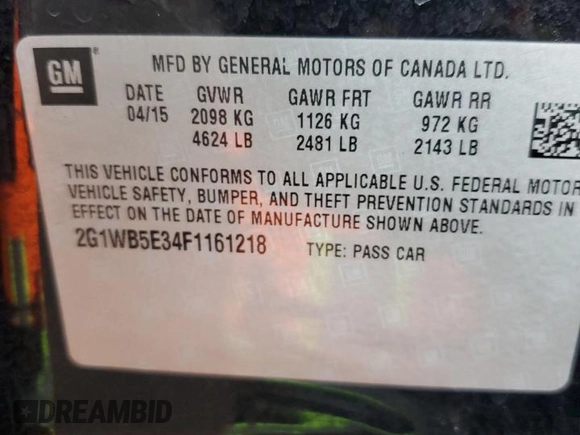 GM ®
MFD BY GENERAL MOTORS OF CANADA LTD.
DATE GVWR GAWR FRT GAWR RR
04/15 2098 KG 1126 KG 972 KG
4624 LB 2481 LB 2143 LB
THIS VEHICLE CONFORMS TO ALL APPLICABLE U.S. FEDERAL MOTOR
VEHICLE SAFETY, BUMPER, AND THEFT PREVENTION STANDARDS IN
EFFECT ON THE DATE OF MANUFACTURE SHOWN ABOVE.
2G1WB5E34F1161218 TYPE: PASS CAR
DREAMBID